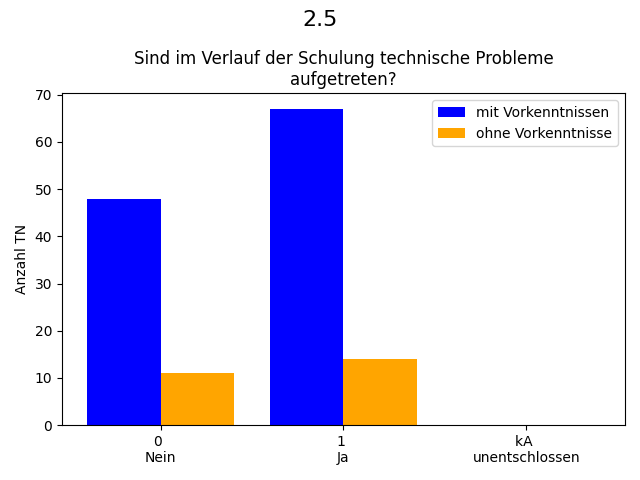 2.5
Sind im Verlauf der Schulung technische Probleme
aufgetreten?
mit Vorkenntnissen
ohne Vorkenntnisse
Anzahl TN
70
60
50
40
30
20
10
0
0 1 kA
Nein Ja unentschlossen